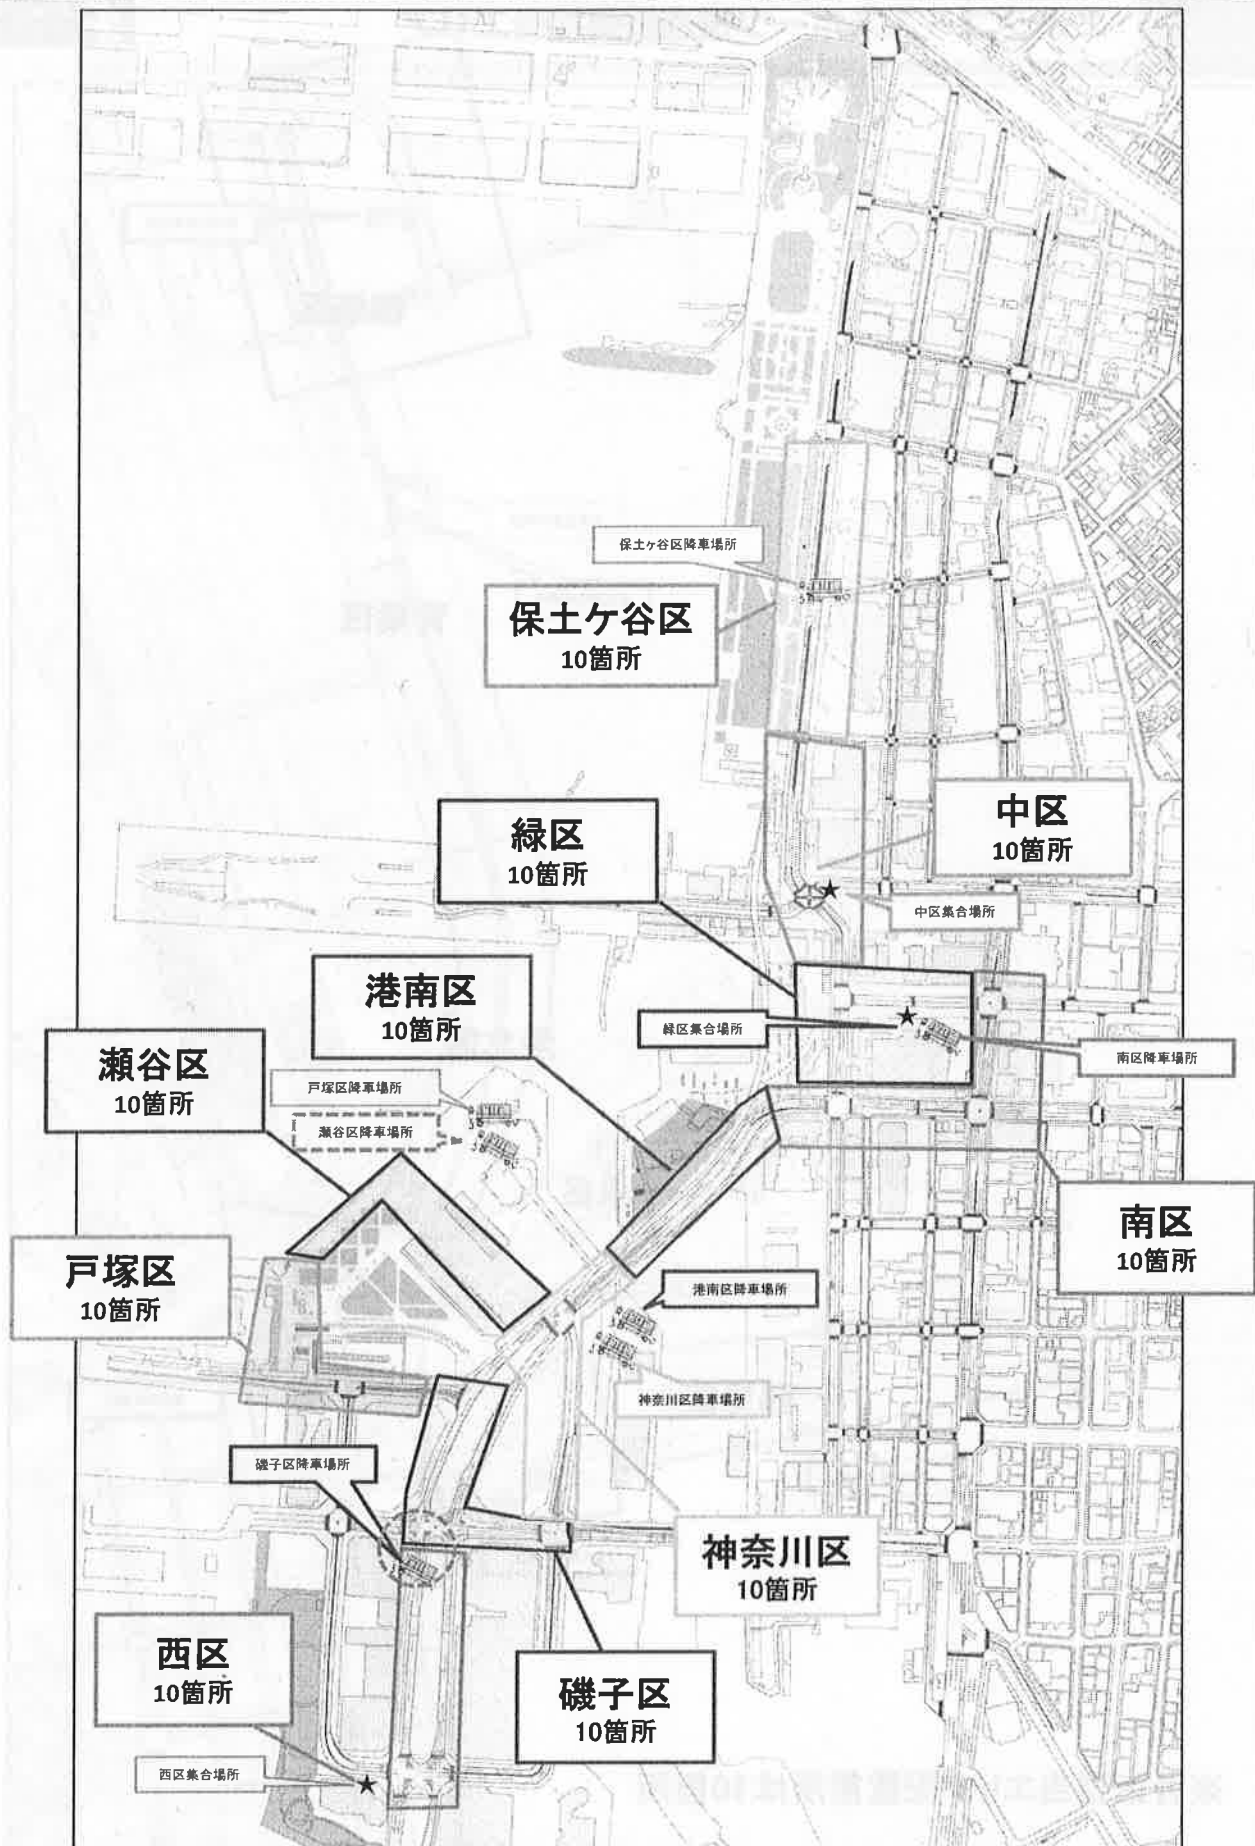 保土ヶ谷区降車場所
保土ケ谷区
10箇所
中区
10箇所
緑区
10箇所
中区集合場所
港南区
10箇所
緑区集合場所
瀬谷区
10箇所
南区降車場所
戸塚区降車場所
瀬谷区降車場所
南区
10箇所
戸塚区
10箇所
港南区降車場所
神奈川区降車場所
磯子区降車場所
神奈川区
10箇所
西区
10箇所
磯子区
10箇所
西区集合場所